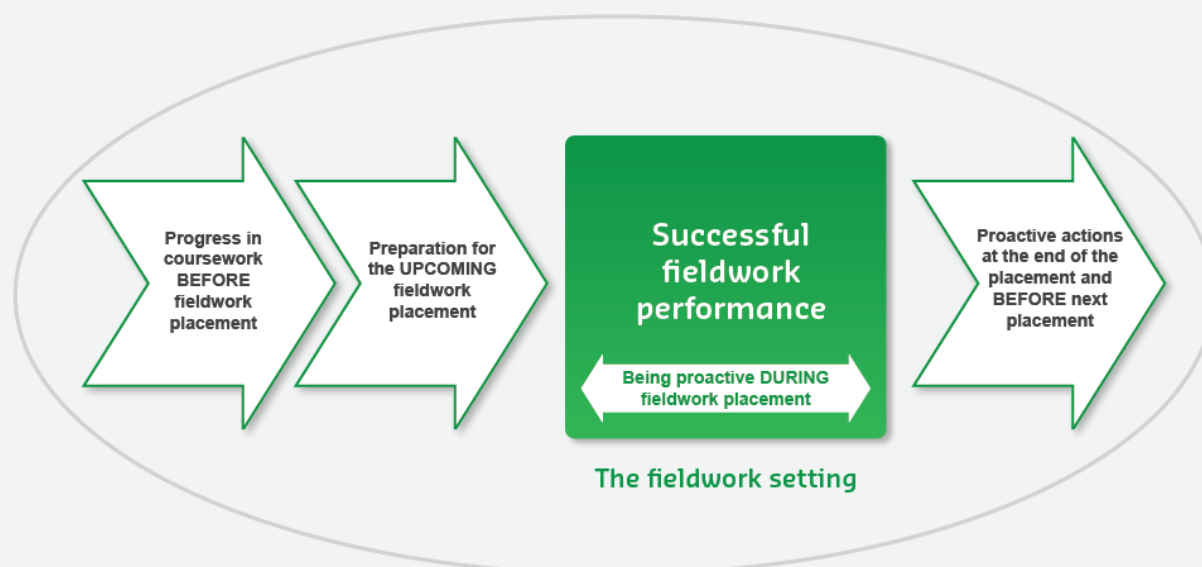 Progress in
coursework
BEFORE
fieldwork
placement
Preparation for
the UPCOMING
fieldwork
placement
Successful
fieldwork
performance
Being proactive DURING
fieldwork placement
The fieldwork setting
Proactive actions
at the end of the
placement and
BEFORE next
placement